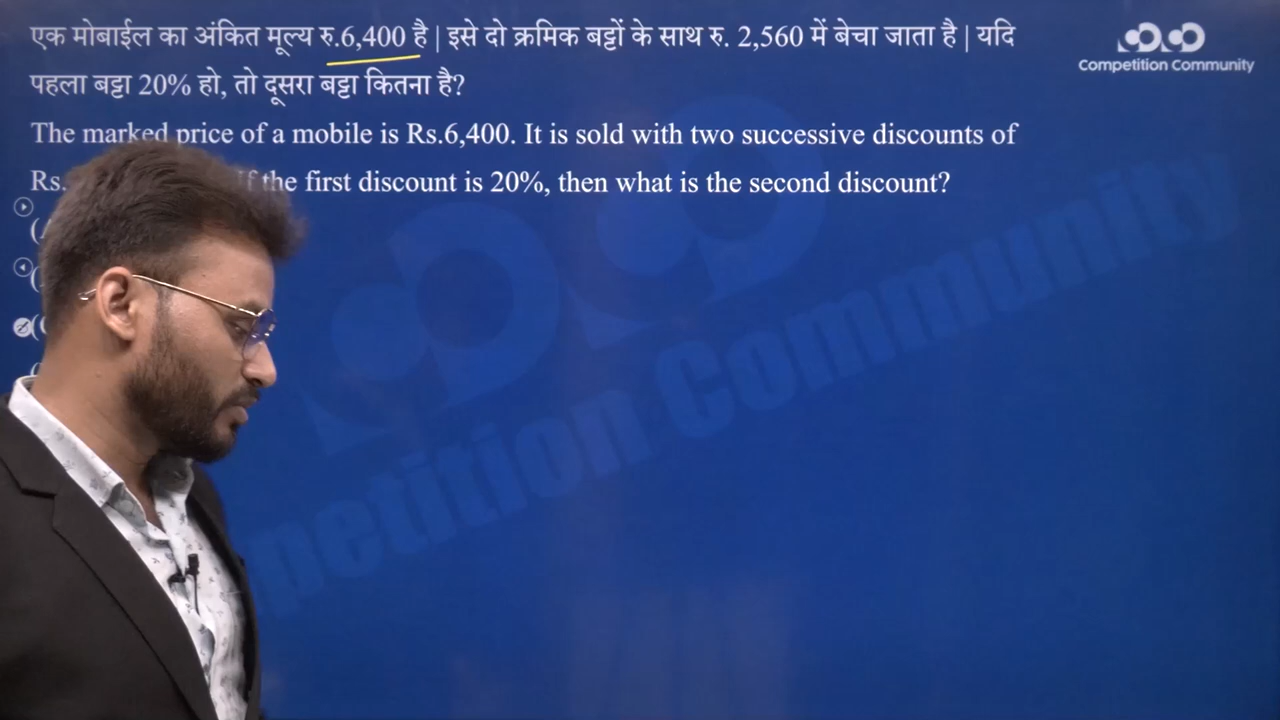 एक मोबाईल का अंकित मूल्य रु.6,400 है | इसे दो क्रमिक बट्टों के साथ रु. 2,560 में बेचा जाता है | यदि
Competition Community
पहला बट्टा 20% हो, तो दूसरा बट्टा कितना है?
The marked price of a mobile is Rs.6,400. It is sold with two successive discounts of
Rs. the first discount is 20%, then what is the second discount?
petition Community